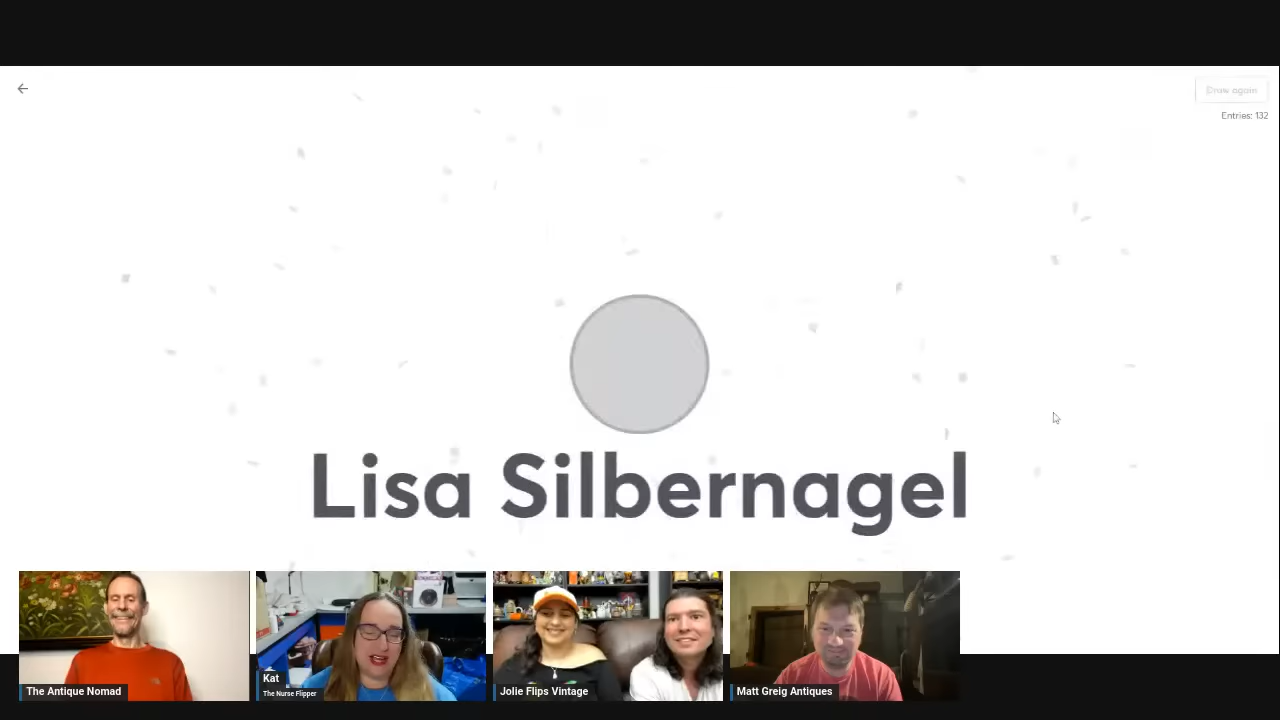 Draw again
Entries: 132
Lisa Silbernagel
The Antique Nomad
Kat
The Nurse Flipper
Jolie Flips Vintage
Matt Greig Antiques